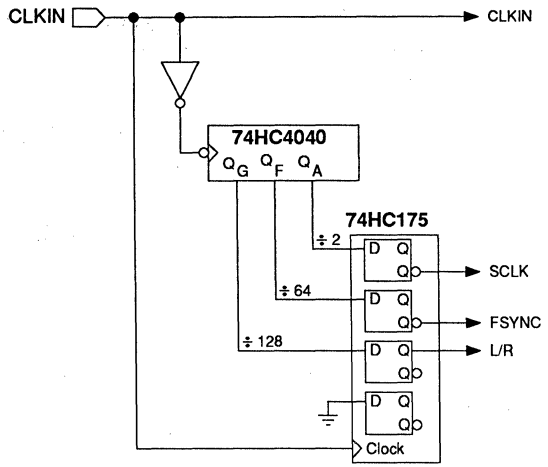 CLKIN CLKIN
74HC4040
QG QF QA
74HC175
÷ 2 D Q
Q SCLK
÷ 64 D Q
Q FSYNC
÷ 128 D Q L/R
Q
D Q
Q
Clock